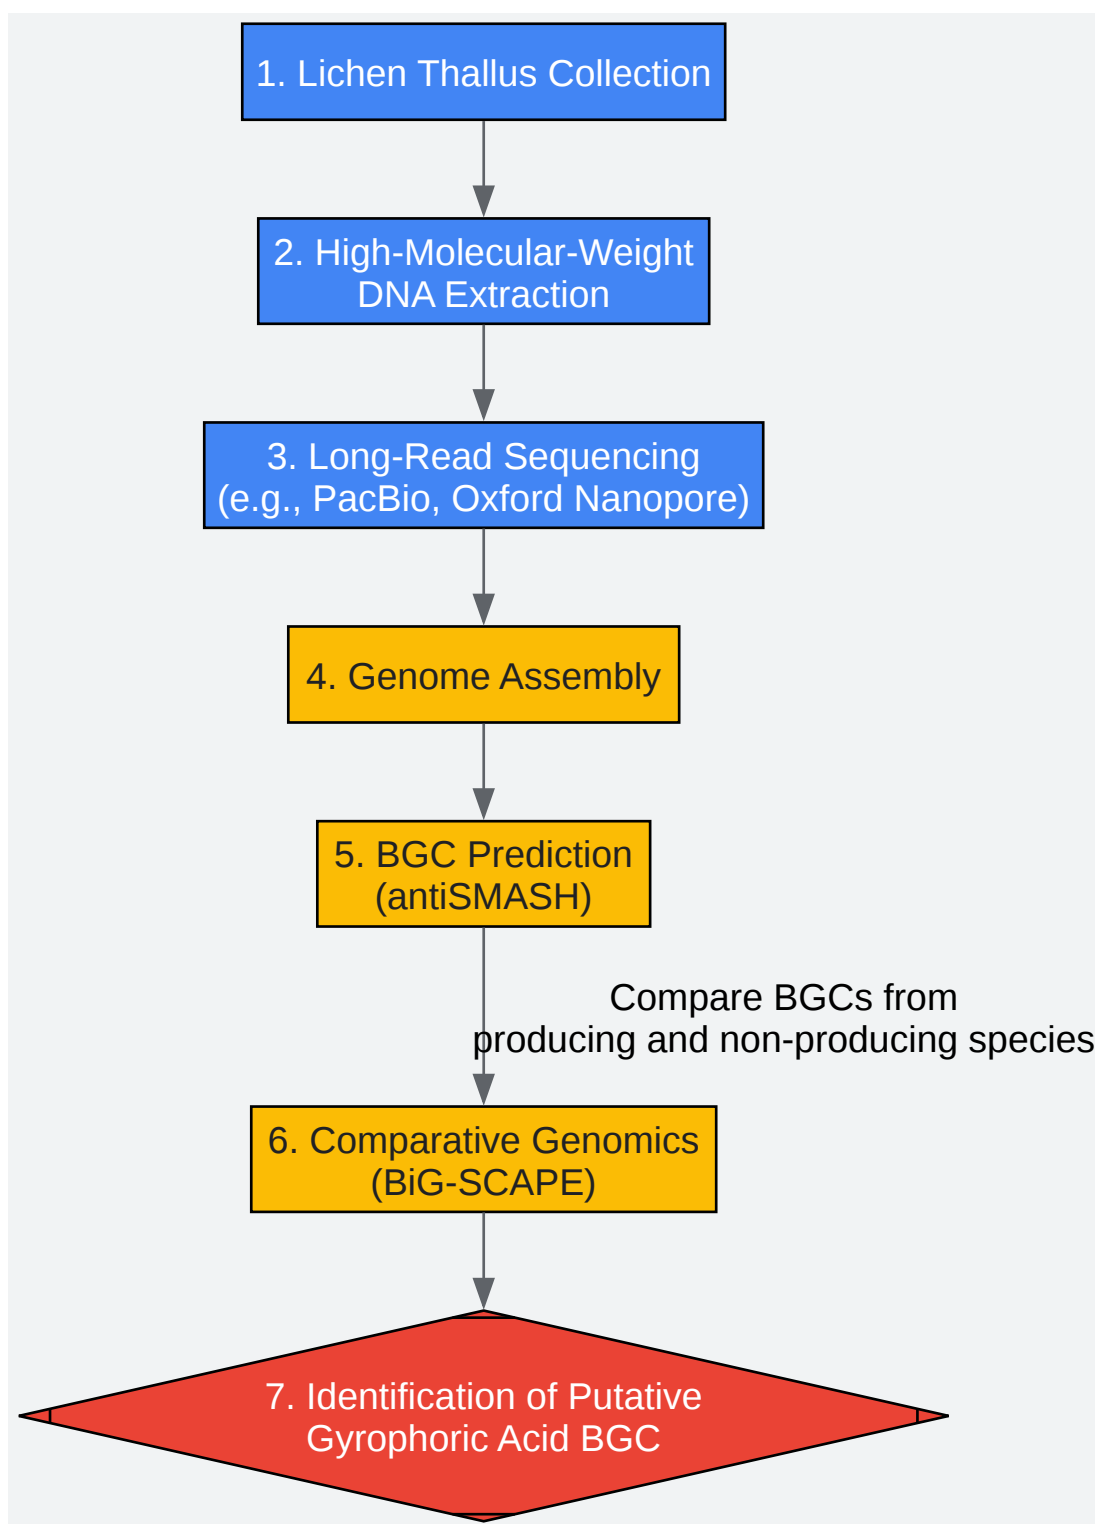 1. Lichen Thallus Collection
2. High-Molecular-Weight
DNA Extraction
3. Long-Read Sequencing
(e.g., PacBio, Oxford Nanopore)
4. Genome Assembly
5. BGC Prediction
(antiSMASH)
Compare BGCs from
producing and non-producing species
6. Comparative Genomics
(BiG-SCAPE)
7. Identification of Putative
Gyrophoric Acid BGC